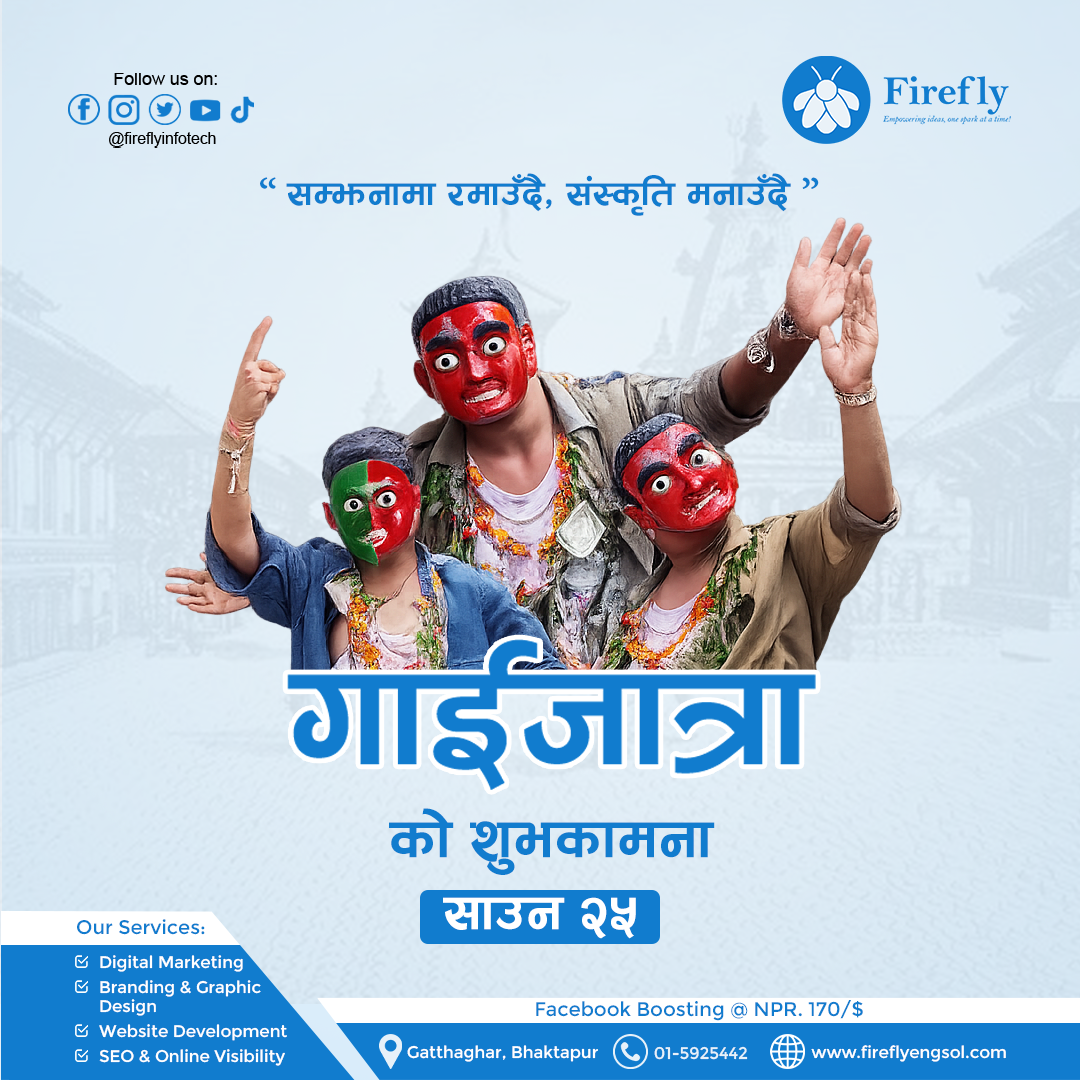 Follow us on:
@fireflyinfotech
Firefly
Empowering ideas, one spark at a time!
“ सम्झनामा रमाउँदै, संस्कृति मनाउँदै ”
गाईजात्रा
को शुभकामना
साउन २५
Our Services:
Digital Marketing
Branding & Graphic
Design
Website Development
SEO & Online Visibility
Facebook Boosting @ NPR. 170/$
Gatthaghar, Bhaktapur 01-5925442 www.fireflyengsol.com